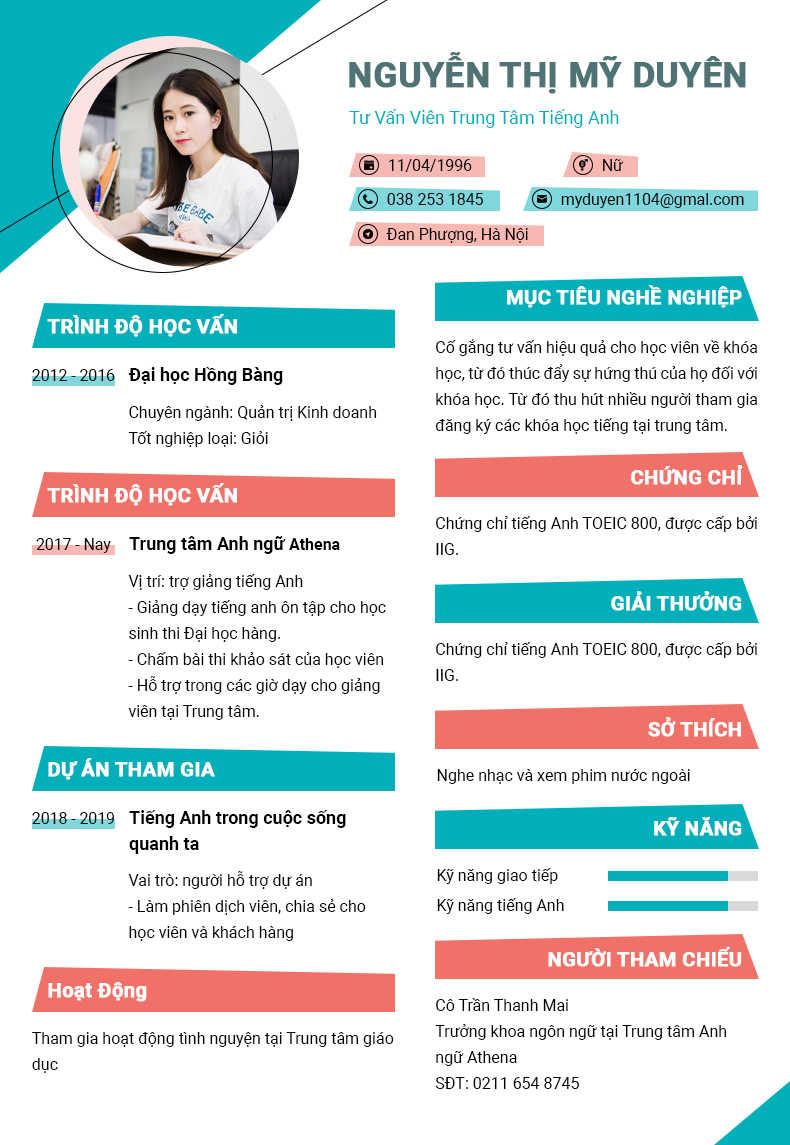 NGUYỄN THỊ MỸ DUYÊN
Tư Vấn Viên Trung Tâm Tiếng Anh
11/04/1996
Nữ
038 253 1845
myduyen1104@gmal.com
Đan Phượng, Hà Nội
TRÌNH ĐỘ HỌC VẤN
2012 - 2016
Đại học Hồng Bàng
Chuyên ngành: Quản trị Kinh doanh
Tốt nghiệp loại: Giỏi
TRÌNH ĐỘ HỌC VẤN
2017 - Nay
Trung tâm Anh ngữ Athena
Vị trí: trợ giảng tiếng Anh
- Giảng dạy tiếng anh ôn tập cho học
sinh thi Đại học hàng.
- Chấm bài thi khảo sát của học viên
- Hỗ trợ trong các giờ dạy cho giảng
viên tại Trung tâm.
DỰ ÁN THAM GIA
2018 - 2019
Tiếng Anh trong cuộc sống
quanh ta
Vai trò: người hỗ trợ dự án
- Làm phiên dịch viên, chia sẻ cho
học viên và khách hàng
Hoạt Động
Tham gia hoạt động tình nguyện tại Trung tâm giáo
dục
MỤC TIÊU NGHỀ NGHIỆP
Cố gắng tư vấn hiệu quả cho học viên về khóa
học, từ đó thúc đẩy sự hứng thú của họ đối với
khóa học. Từ đó thu hút nhiều người tham gia
đăng ký các khóa học tiếng tại trung tâm.
CHỨNG CHỈ
Chứng chỉ tiếng Anh TOEIC 800, được cấp bởi
IIG.
GIẢI THƯỞNG
Chứng chỉ tiếng Anh TOEIC 800, được cấp bởi
IIG.
SỞ THÍCH
Nghe nhạc và xem phim nước ngoài
KỸ NĂNG
Kỹ năng giao tiếp
Kỹ năng tiếng Anh
NGƯỜI THAM CHIẾU
Cô Trần Thanh Mai
Trưởng khoa ngôn ngữ tại Trung tâm Anh
ngữ Athena
SĐT: 0211 654 8745